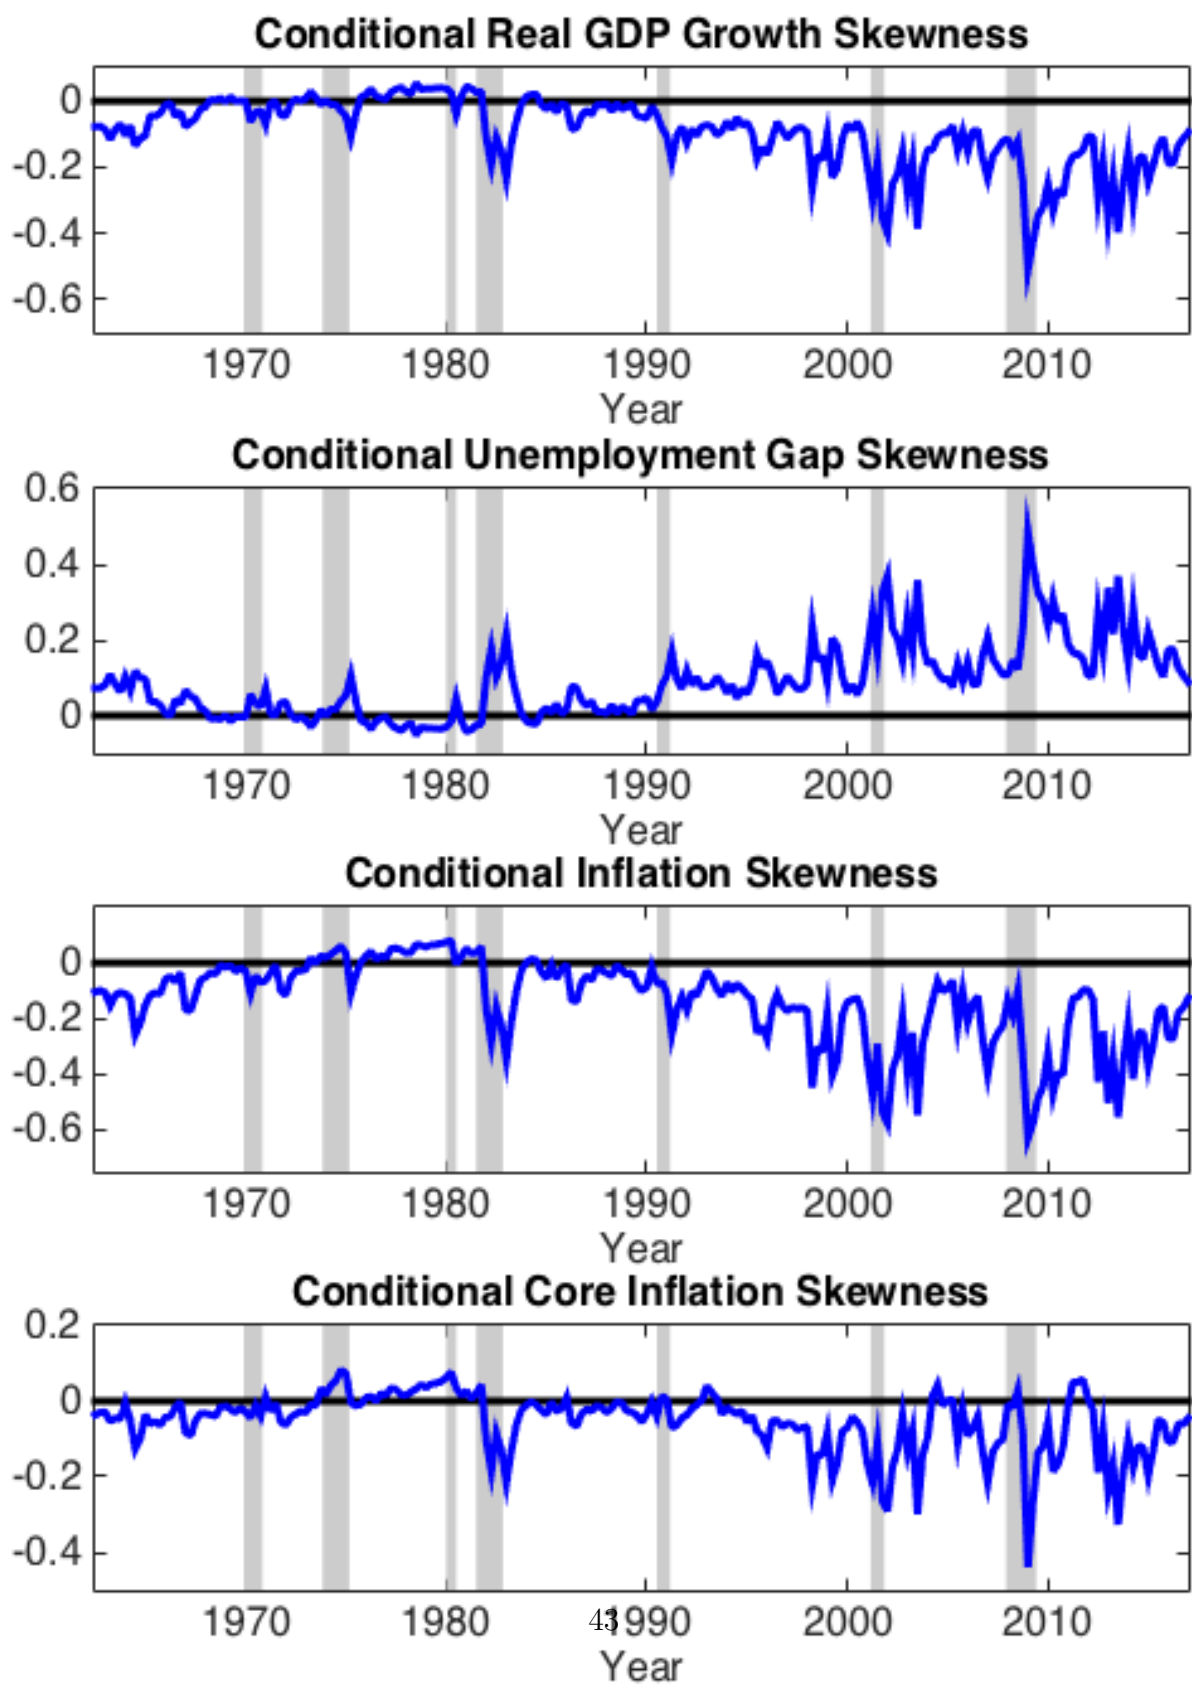 Conditional Real GDP Growth Skewness
0
-0.2
-0.4
-0.6
1970 1980 1990 2000 2010
Year
Conditional Unemployment Gap Skewness
0.6
0.4
0.2
0
1970 1980 1990 2000 2010
Year
Conditional Inflation Skewness
0
-0.2
-0.4
-0.6
1970 1980 1990 2000 2010
Year
Conditional Core Inflation Skewness
0.2
0
-0.2
-0.4
1970 1980 43 1990 2000 2010
Year